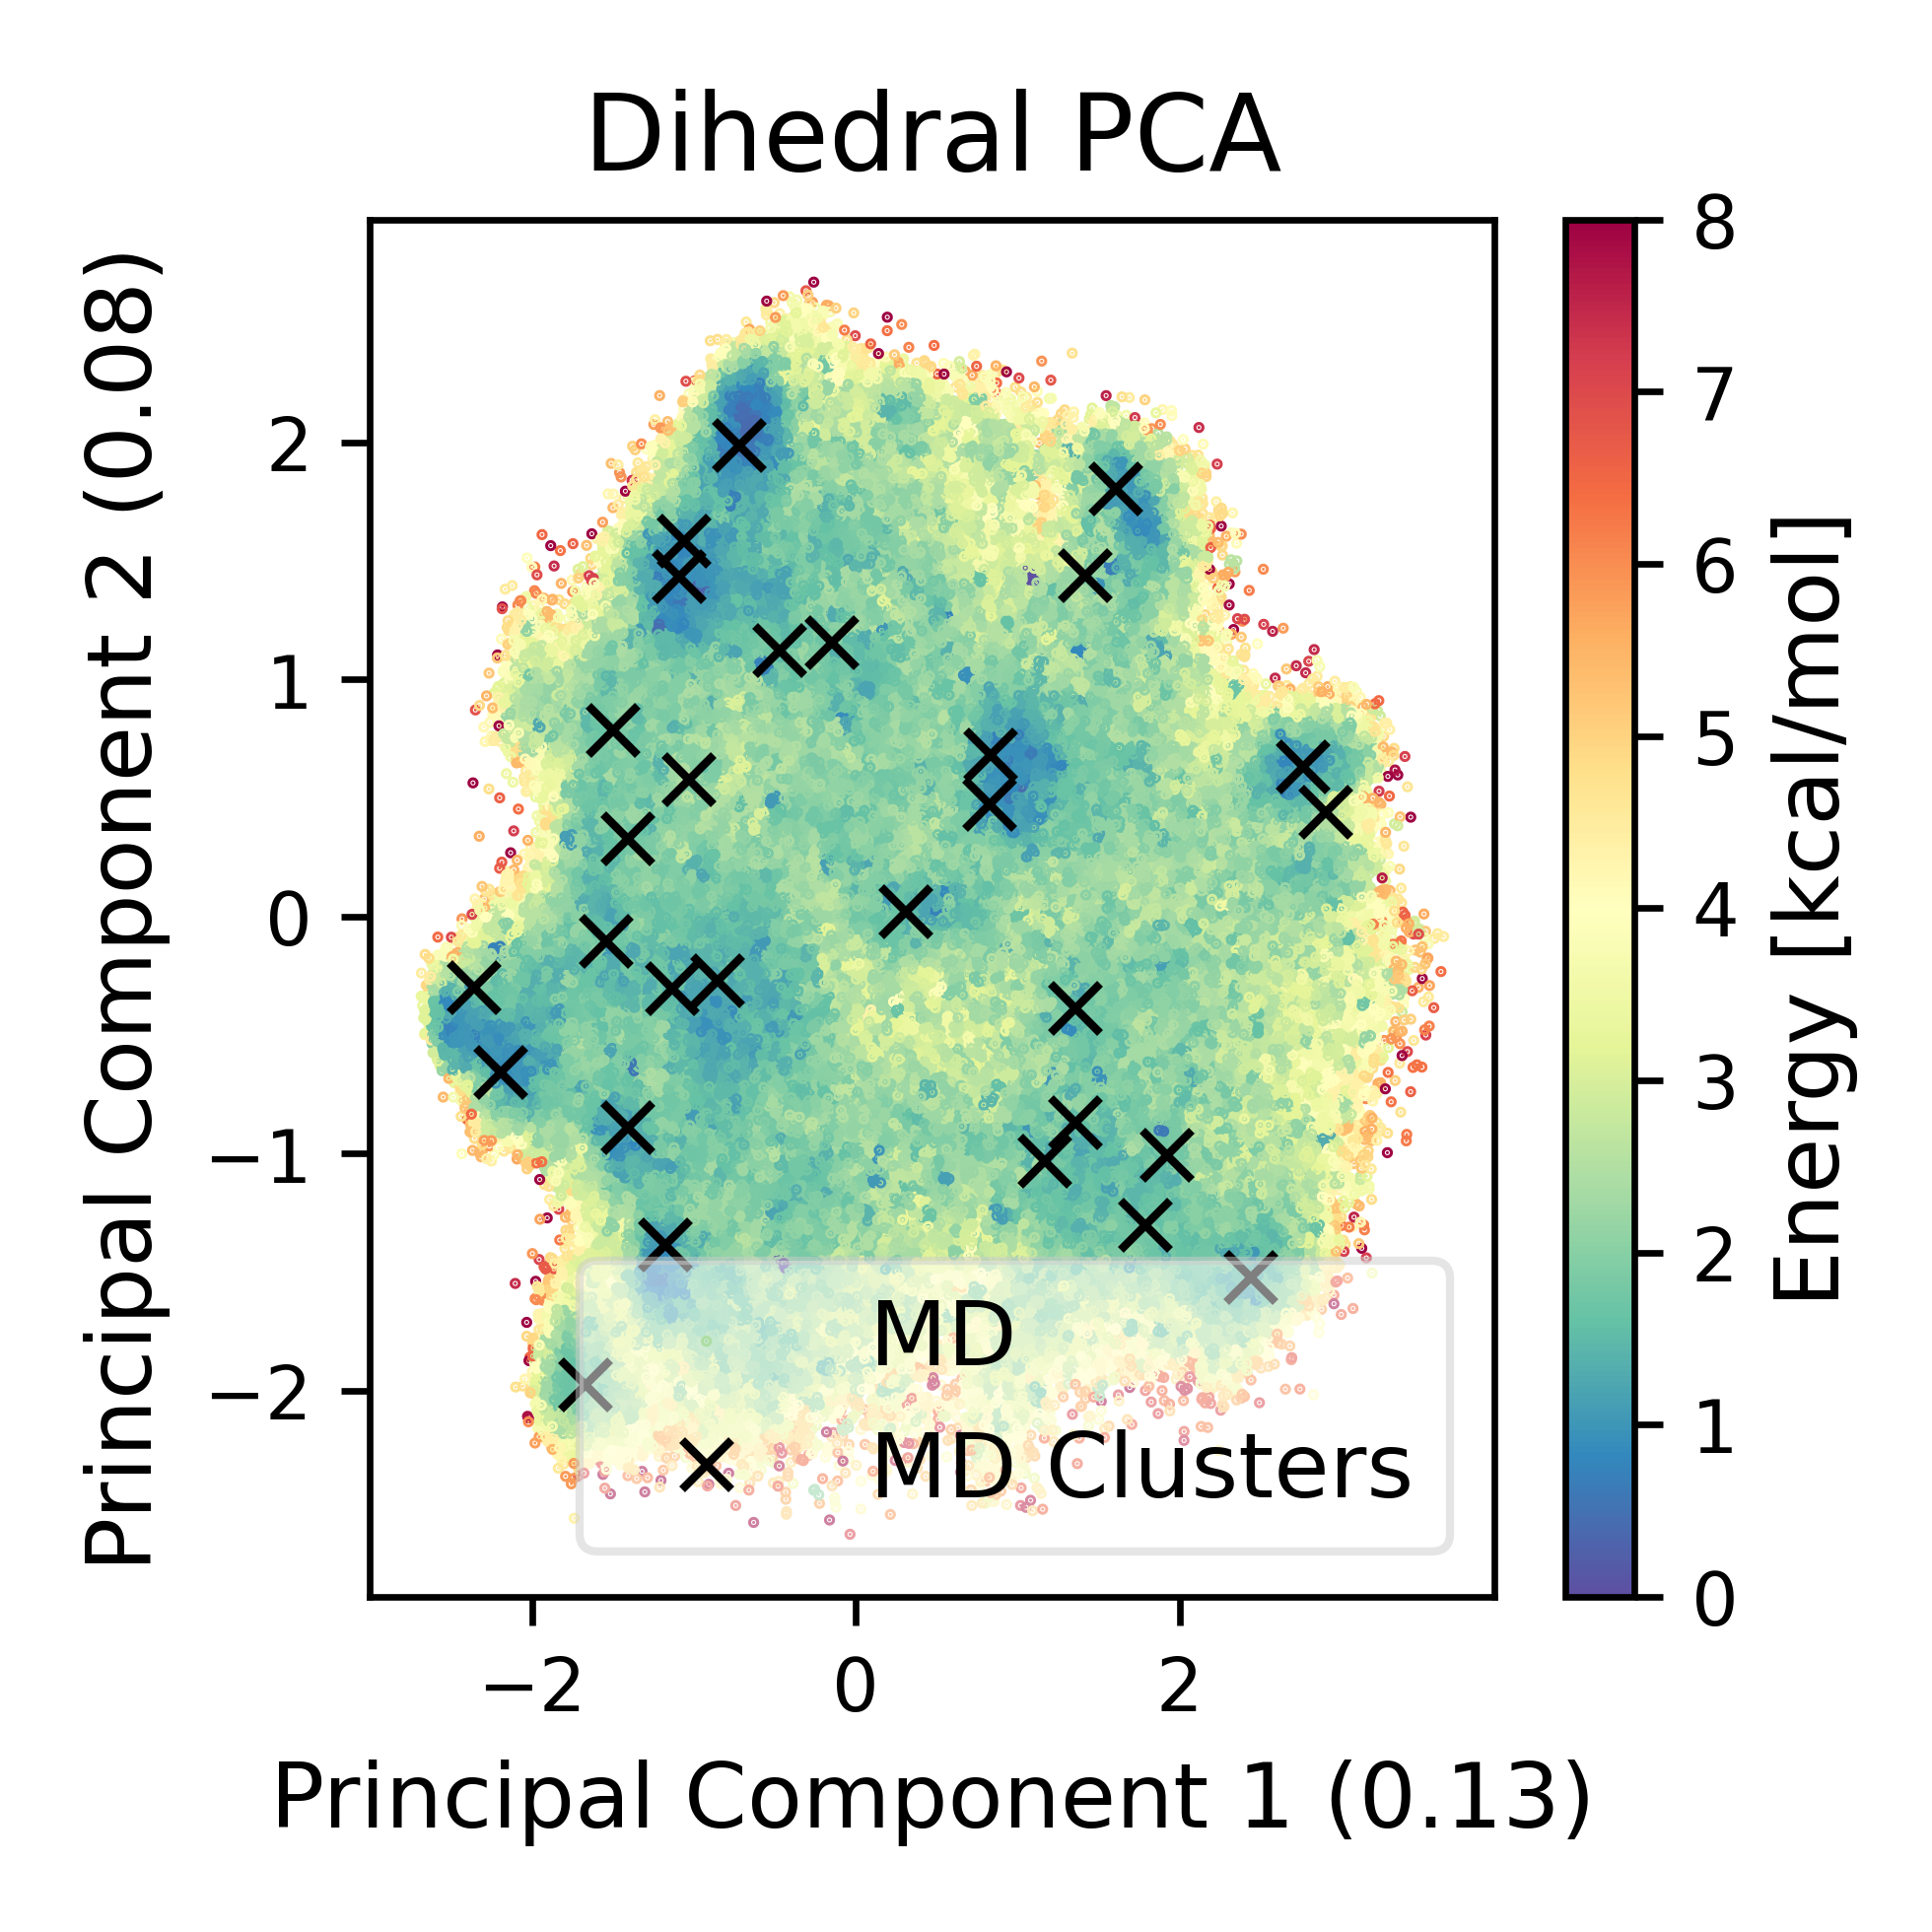 Dihedral PCA
Principal Component 2 (0.08)
2
1
0
−1
−2
−2
0
2
Principal Component 1 (0.13)
MD
MD Clusters
8
7
6
5
4
3
2
1
0
Energy [kcal/mol]